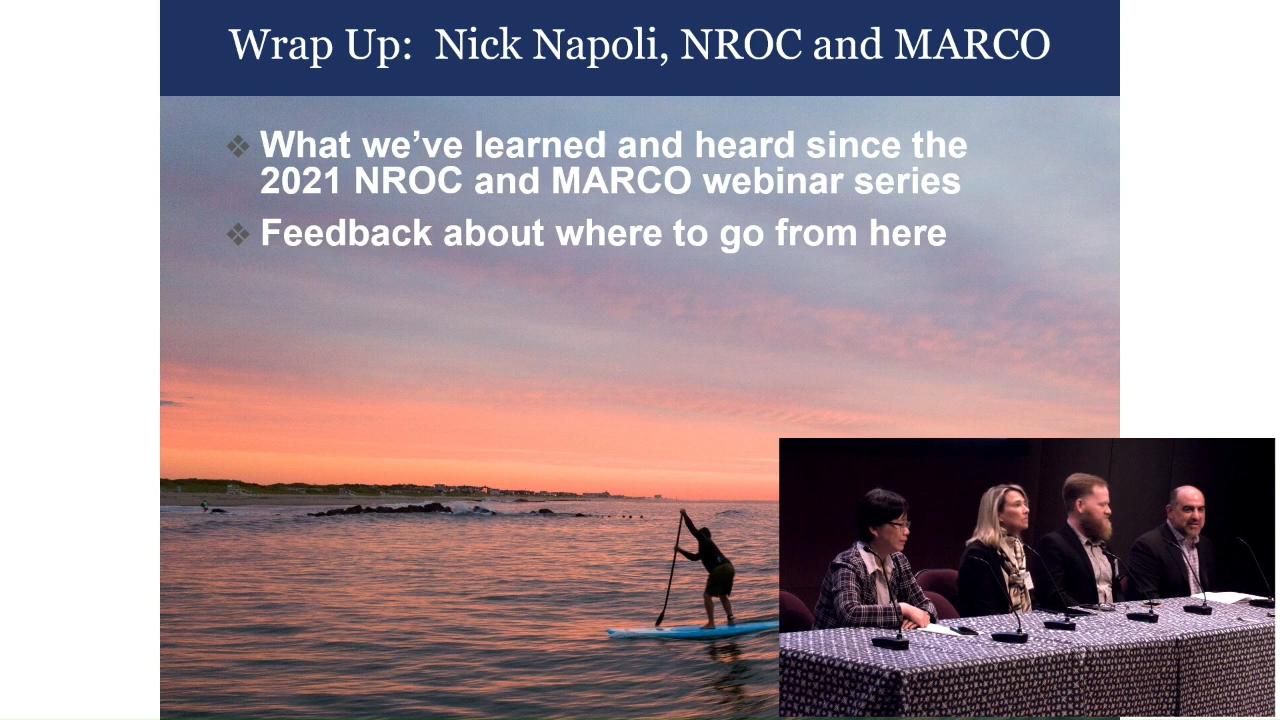 Wrap Up:  Nick Napoli, NROC and MARCO
❖ What we’ve learned and heard since the
2021 NROC and MARCO webinar series
❖ Feedback about where to go from here